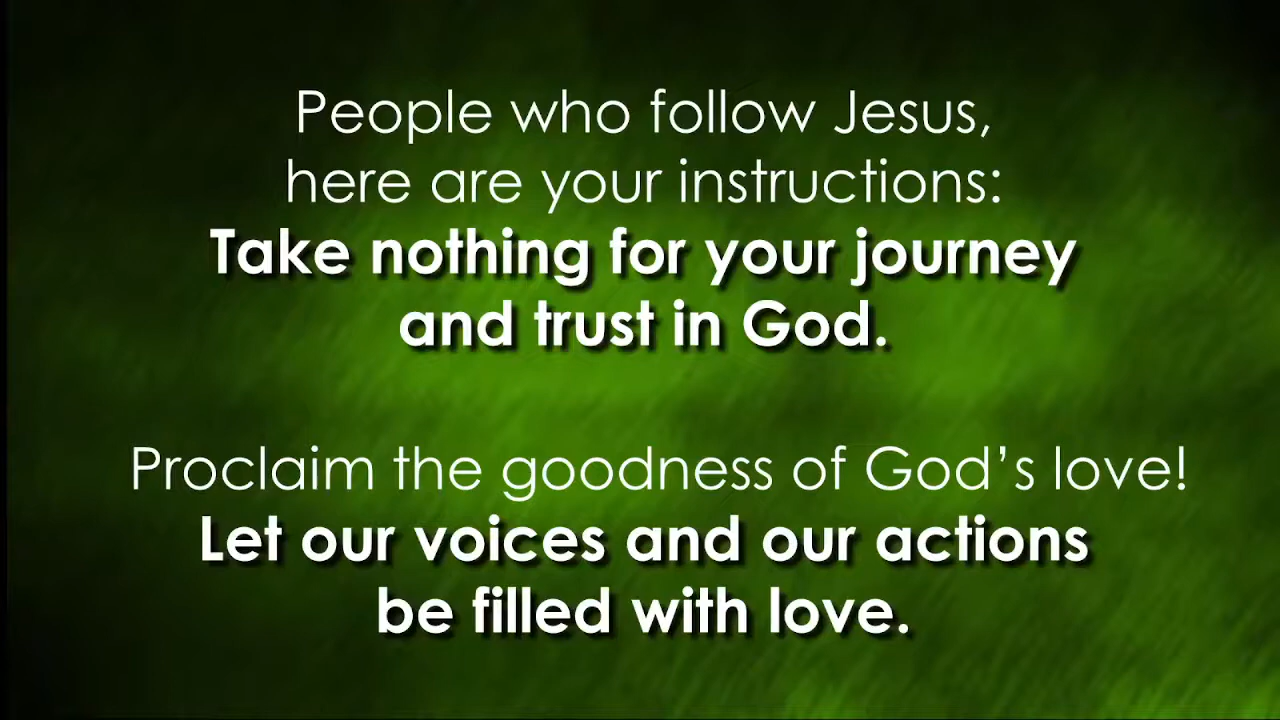 People who follow Jesus,
here are your instructions:
Take nothing for your journey
and trust in God.
Proclaim the goodness of God’s love!
Let our voices and our actions
be filled with love.